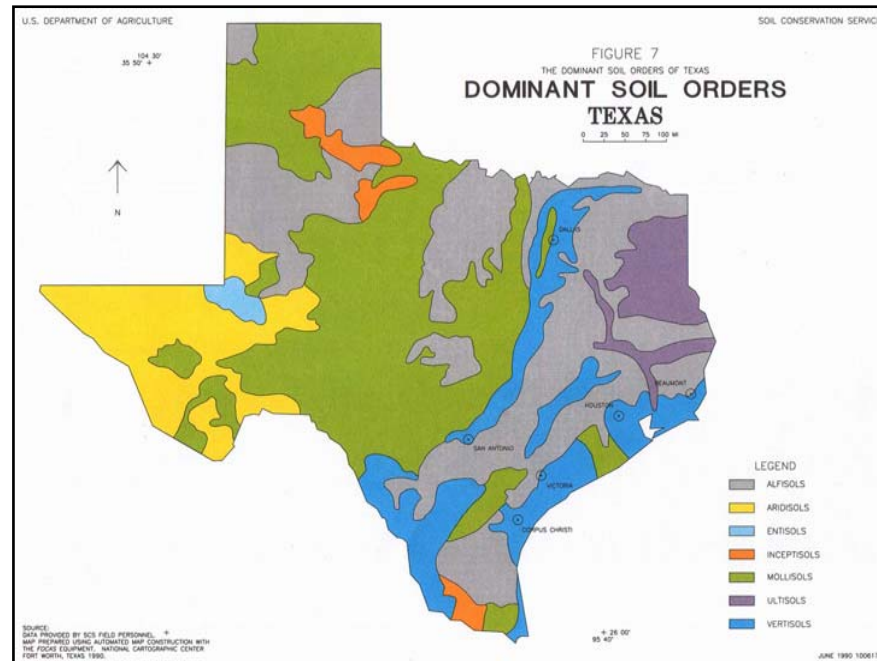 U.S. DEPARTMENT OF AGRICULTURE
SOIL CONSERVATION SERVICE
104 30'
35 50' +
FIGURE 7
THE DOMINANT SOIL ORDERS OF TEXAS
DOMINANT SOIL ORDERS
TEXAS
0 25 50 75 100 MI
N
DALLAS
BEAUMONT
HOUSTON
SAN ANTONIO
VICTORIA
CORPUS CHRISTI
LEGEND
ALFISOLS
ARIDISOLS
ENTISOLS
INCEPTISOLS
MOLLISOLS
ULTISOLS
VERTISOLS
+ 26 00'
95 40'
SOURCE:
DATA PROVIDED BY SCS FIELD PERSONNEL.
MAP PREPARED USING AUTOMATED MAP CONSTRUCTION WITH
THE FOCAS EQUIPMENT. NATIONAL CARTOGRAPHIC CENTER
FORT WORTH, TEXAS 1990.
JUNE 1990